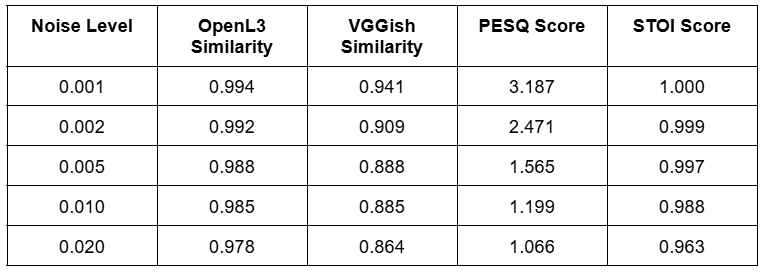 Noise Level OpenL3 Similarity VGGish Similarity PESQ Score STOI Score
0.001 0.994 0.941 3.187 1.000
0.002 0.992 0.909 2.471 0.999
0.005 0.988 0.888 1.565 0.997
0.010 0.985 0.885 1.199 0.988
0.020 0.978 0.864 1.066 0.963